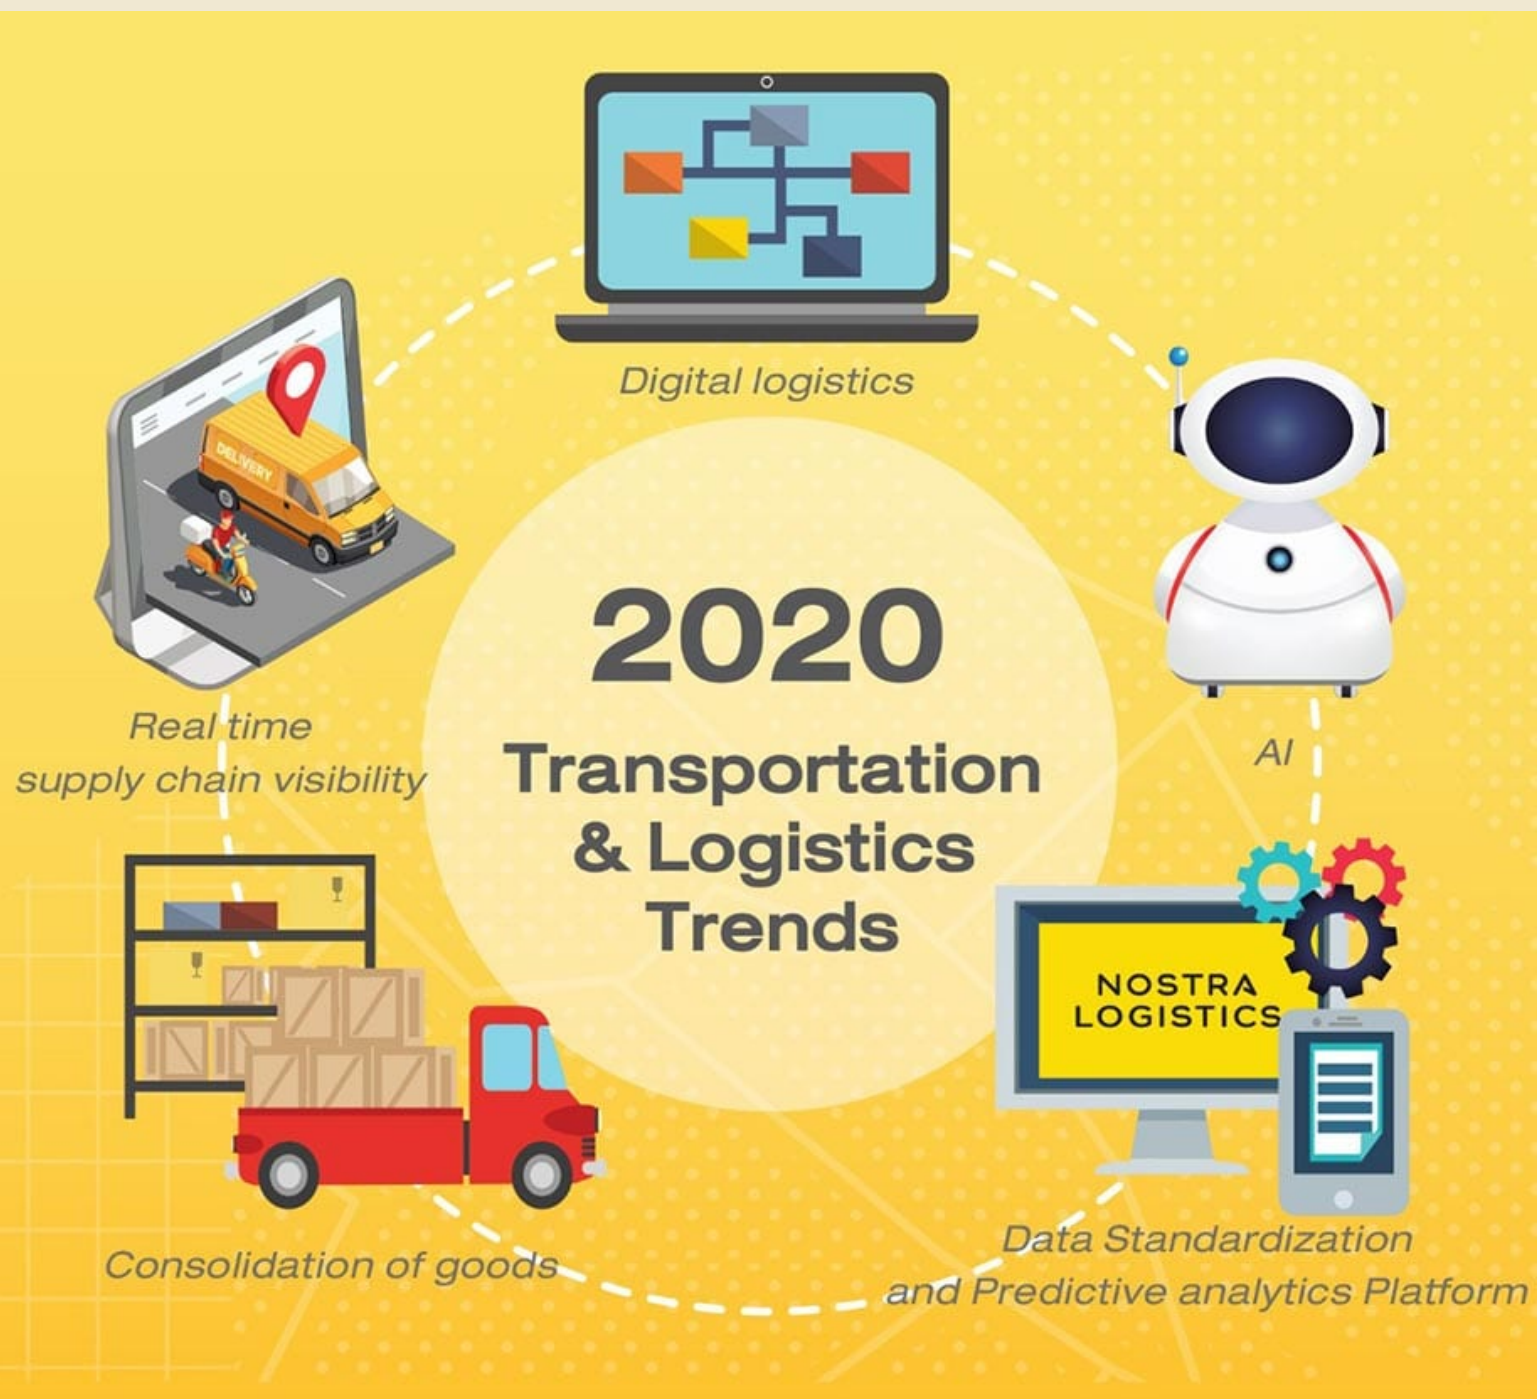 Digital logistics
DELIVERY
Real time
supply chain visibility
2020
Transportation
& Logistics
Trends
AI
NOSTRA
LOGISTICS
Consolidation of goods
Data Standardization
and Predictive analytics Platform